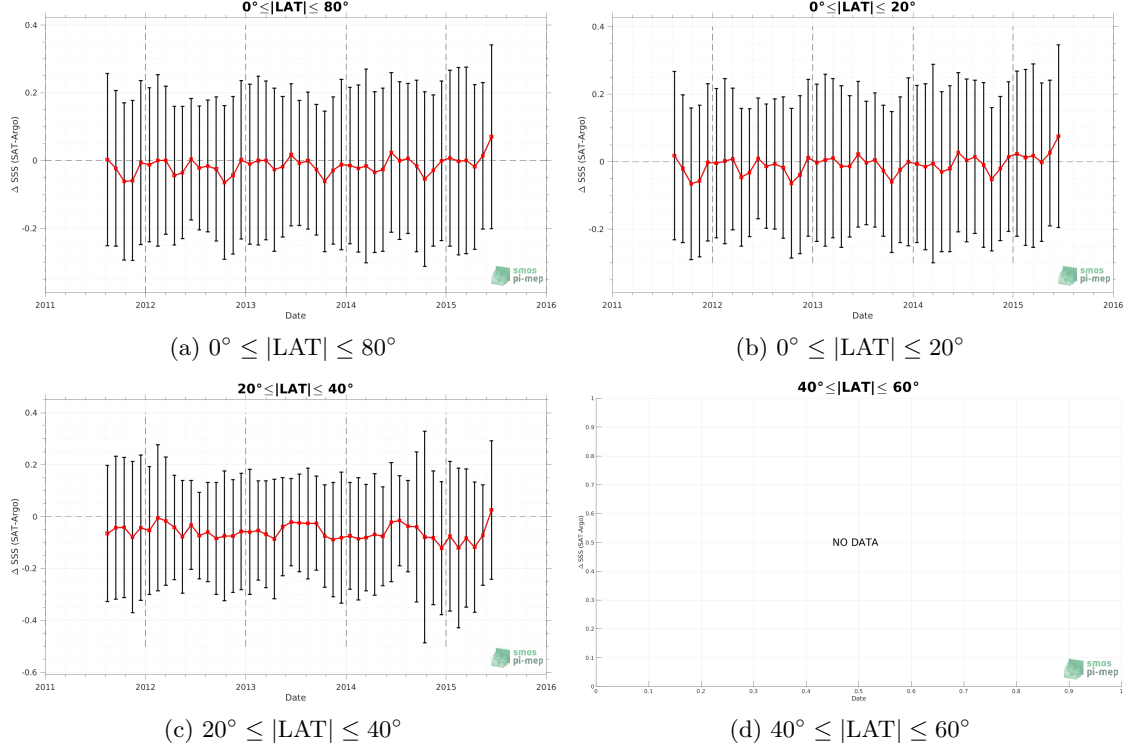 0°≤|LAT|≤ 80°
0.4
0.2
0
-0.2
Δ SSS (SAT-Argo)
2011 2012 2013 2014 2015 2016
Date
smos
pi-mep
(a) 0° ≤ |LAT| ≤ 80°
0°≤|LAT|≤ 20°
0.4
0.2
0
-0.2
Δ SSS (SAT-Argo)
2011 2012 2013 2014 2015 2016
Date
smos
pi-mep
(b) 0° ≤ |LAT| ≤ 20°
20°≤|LAT|≤ 40°
0.4
0.2
0
-0.2
-0.4
-0.6
Δ SSS (SAT-Argo)
2011 2012 2013 2014 2015 2016
Date
smos
pi-mep
(c) 20° ≤ |LAT| ≤ 40°
40°≤|LAT|≤ 60°
1
0.9
0.8
0.7
0.6
0.5
0.4
0.3
0.2
0.1
0
Δ SSS (SAT-Argo)
NO DATA
0 0.1 0.2 0.3 0.4 0.5 0.6 0.7 0.8 0.9 1
Date
smos
pi-mep
(d) 40° ≤ |LAT| ≤ 60°